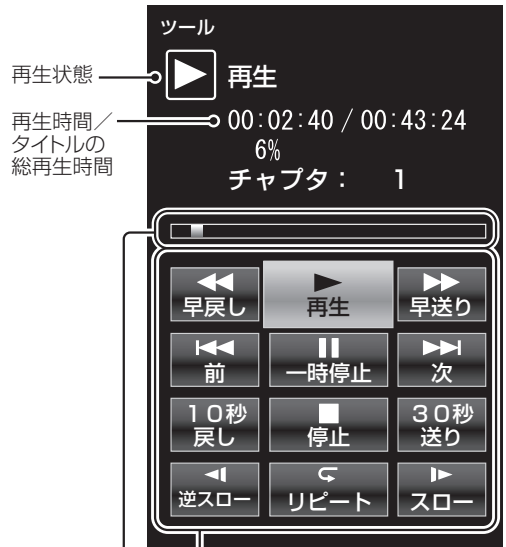 ツール
再生状態
再生
再生時間／
タイトルの
総再生時間
00:02:40 / 00:43:24
6%
チャプタ： 1
早戻し
再生
早送り
前
一時停止
次
10秒
戻し
停止
30秒
送り
逆スロー
リピート
スロー